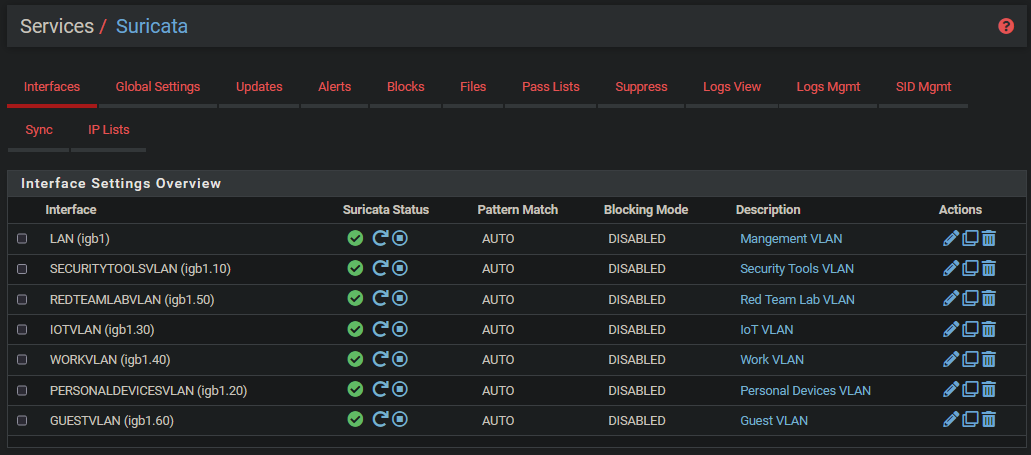 Services / Suricata
Interfaces Global Settings Updates Alerts Blocks Files Pass Lists Suppress Logs View Logs Mgmt SID Mgmt
Sync IP Lists
Interface Settings Overview
Interface Suricata Status Pattern Match Blocking Mode Description Actions
LAN (igb1) AUTO DISABLED Mangement VLAN
SECURITYTOOLSVLAN (igb1.10) AUTO DISABLED Security Tools VLAN
REDTEAMLABVLAN (igb1.50) AUTO DISABLED Red Team Lab VLAN
IOTVLAN (igb1.30) AUTO DISABLED IoT VLAN
WORKVLAN (igb1.40) AUTO DISABLED Work VLAN
PERSONALDEVICESVLAN (igb1.20) AUTO DISABLED Personal Devices VLAN
GUESTVLAN (igb1.60) AUTO DISABLED Guest VLAN